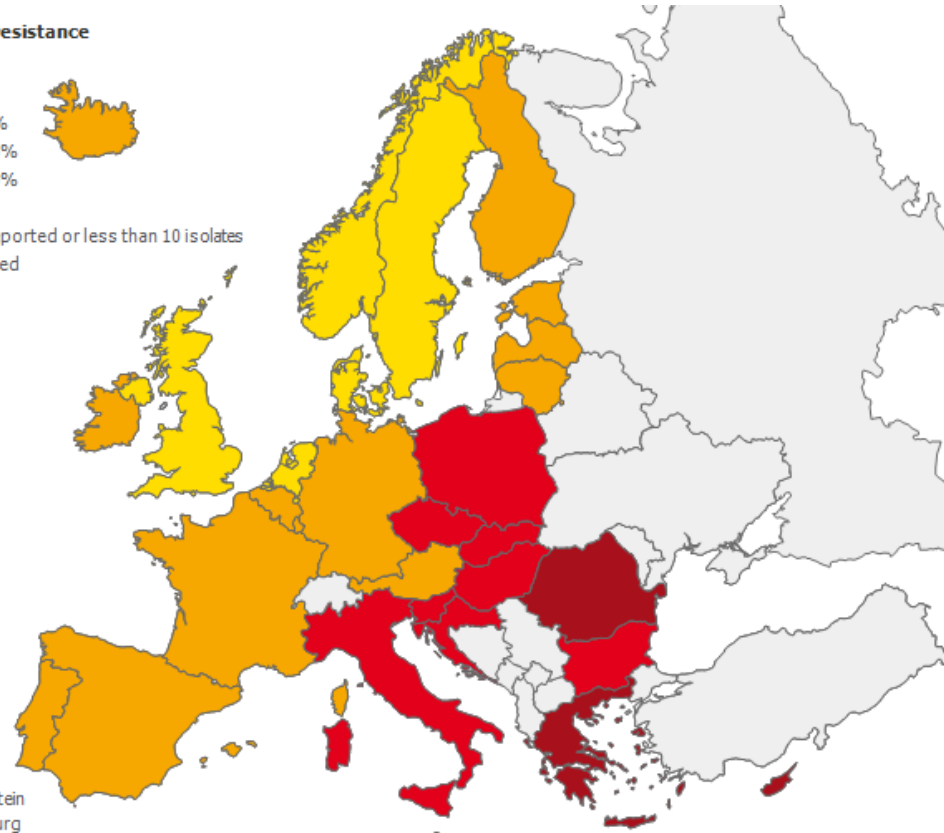 esistance
%
%
%
ported or less than 10 isolates
ed
tein
urg